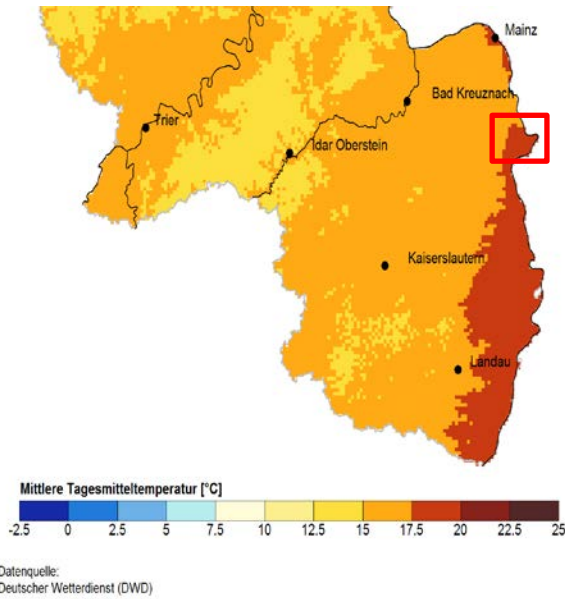 Mainz
Bad Kreuznach
Trier
Idar Oberstein
Kaiserslautern
Landau
Mittlere Tagesmitteltemperatur [°C]
-2.5 0 2.5 5 7.5 10 12.5 15 17.5 20 22.5 25
Datenquelle:
Deutscher Wetterdienst (DWD)